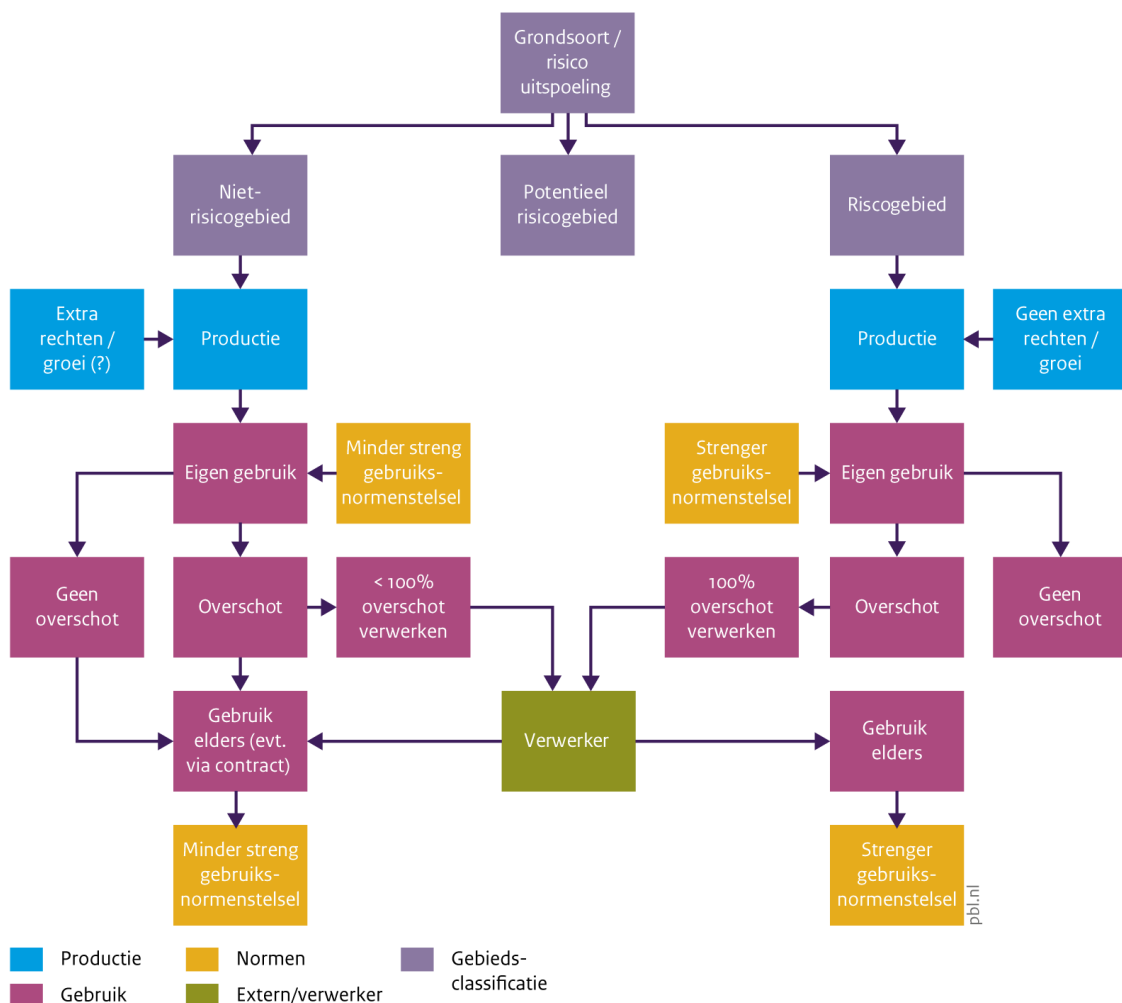 Grondsoort /
risico
uitspoeling
Niet-
risicogebied
Potentieel
risicogebied
Riscogebied
Extra
rechten /
groei (?)
Productie
Productie
Geen extra
rechten /
groei
Eigen gebruik
Minder streng
gebruiks-
normenstelsel
Strenger
gebruiks-
normenstelsel
Eigen gebruik
Geen
overschot
Overschot
< 100%
overschot
verwerken
100%
overschot
verwerken
Overschot
Geen
overschot
Gebruik
elders (evt.
via contract)
Verwerker
Gebruik
elders
Minder streng
gebruiks-
normenstelsel
Strenger
gebruiks-
normenstelsel
pbl.nl
Productie
Normen
Gebieds-
classificatie
Gebruik
Extern/verwerker